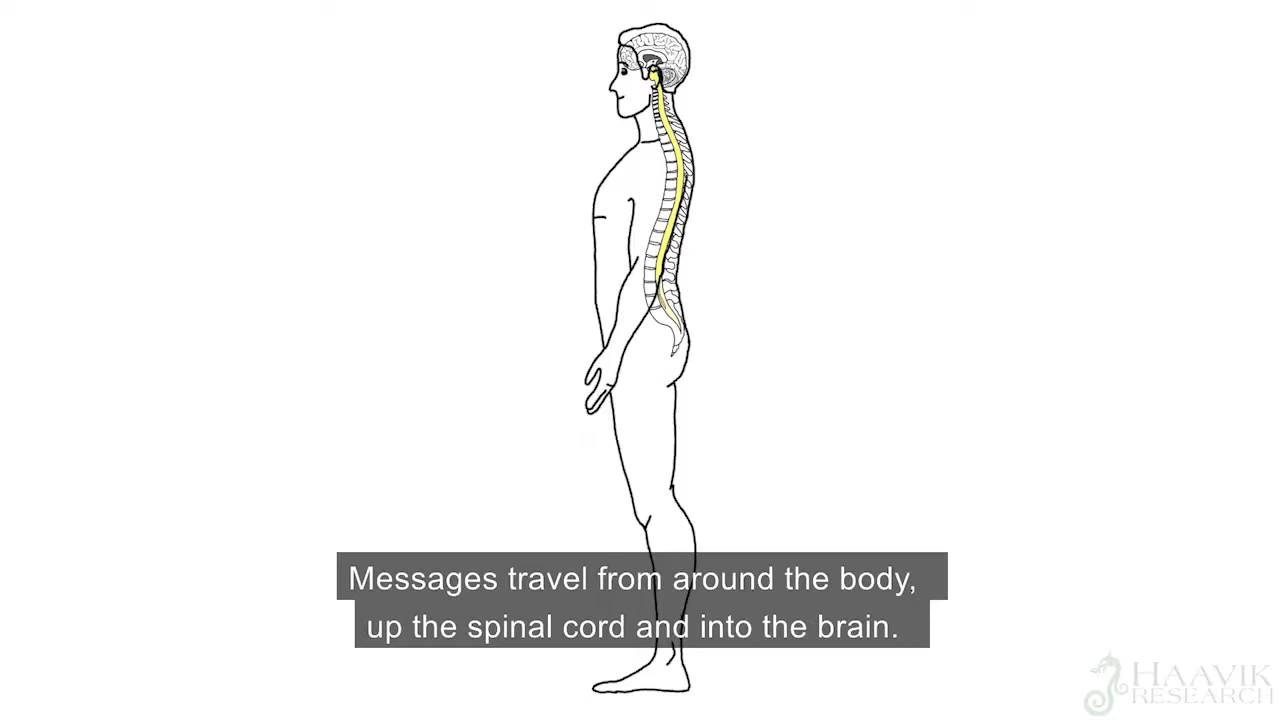 Messages travel from around the body,
up the spinal cord and into the brain.
HAAVIK
RESEARCH